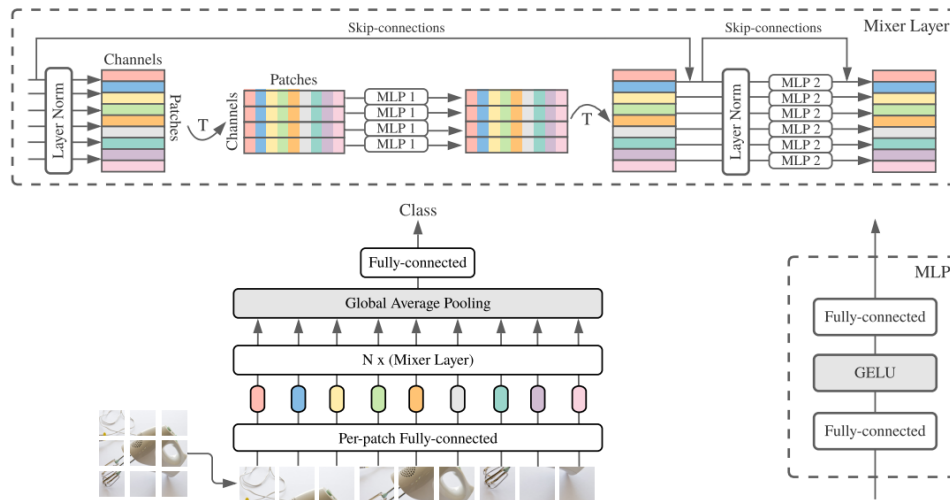 Skip-connections
Skip-connections
Mixer Layer
Channels
Layer Norm
Patches
T
Patches
Channels
MLP 1
MLP 1
MLP 1
MLP 1
T
Layer Norm
MLP 2
MLP 2
MLP 2
MLP 2
MLP 2
MLP 2
Class
Fully-connected
Global Average Pooling
N x (Mixer Layer)
Per-patch Fully-connected
MLP
Fully-connected
GELU
Fully-connected